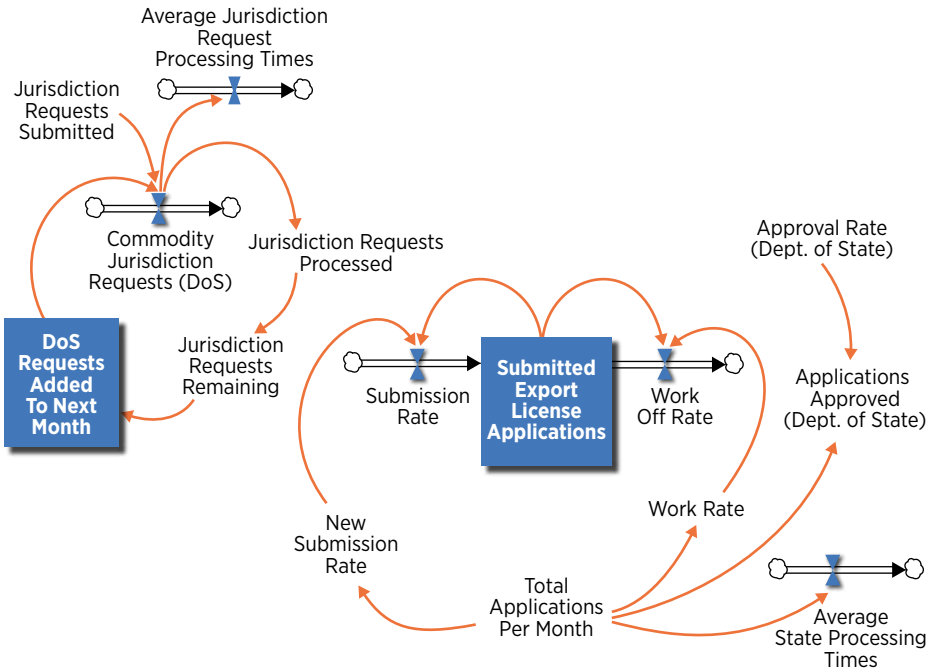 Average Jurisdiction
Request
Processing Times
Jurisdiction
Requests
Submitted
Commodity
Jurisdiction
Requests (DoS)
Jurisdiction Requests
Processed
DoS
Requests
Added
To Next
Month
Jurisdiction
Requests
Remaining
Submission
Rate
Submitted
Export
License
Applications
Work
Off Rate
Approval Rate
(Dept. of State)
Applications
Approved
(Dept. of State)
New
Submission
Rate
Work Rate
Total
Applications
Per Month
Average
State Processing
Times